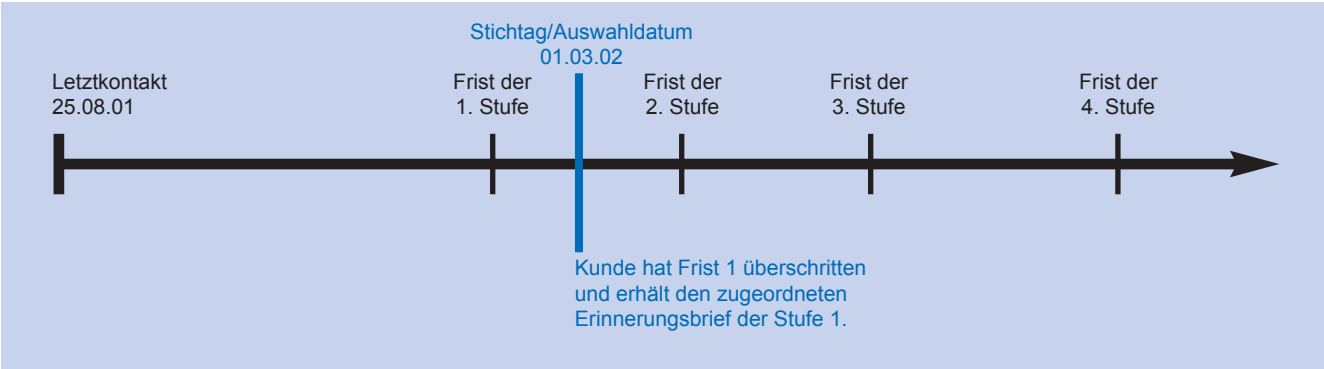 Stichtag/Auswahldatum
01.03.02
Letztkontakt
25.08.01
Frist der
1. Stufe
Frist der
2. Stufe
Frist der
3. Stufe
Frist der
4. Stufe
Kunde hat Frist 1 überschritten
und erhält den zugeordneten
Erinnerungsbrief der Stufe 1.